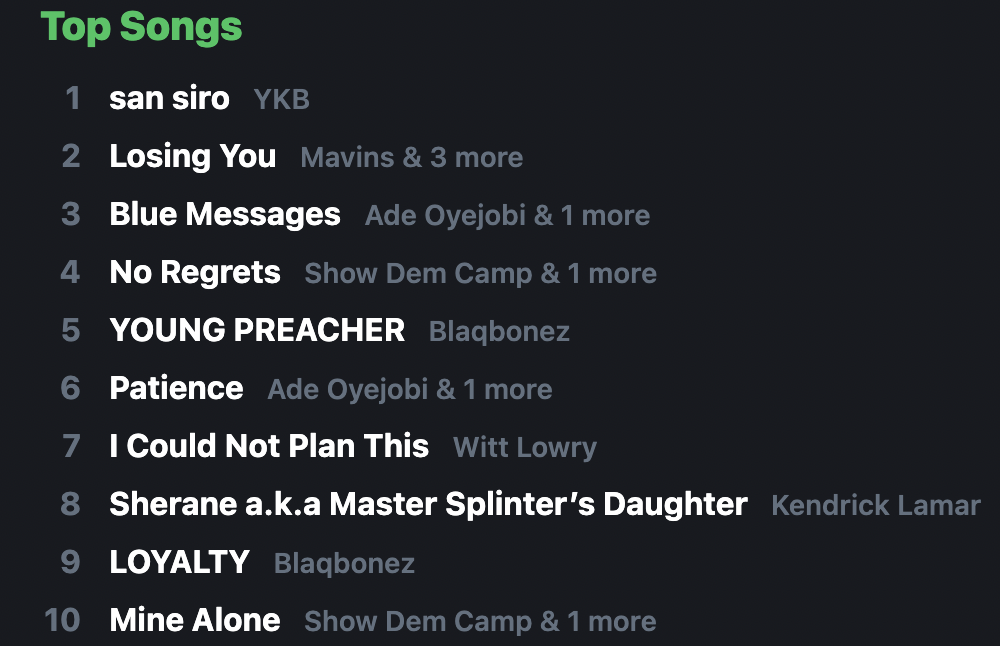 Top Songs
1 san siro YKB
2 Losing You Mavins & 3 more
3 Blue Messages Ade Oyejobi & 1 more
4 No Regrets Show Dem Camp & 1 more
5 YOUNG PREACHER Blaqbonez
6 Patience Ade Oyejobi & 1 more
7 I Could Not Plan This Witt Lowry
8 Sherane a.k.a Master Splinter’s Daughter Kendrick Lamar
9 LOYALTY Blaqbonez
10 Mine Alone Show Dem Camp & 1 more